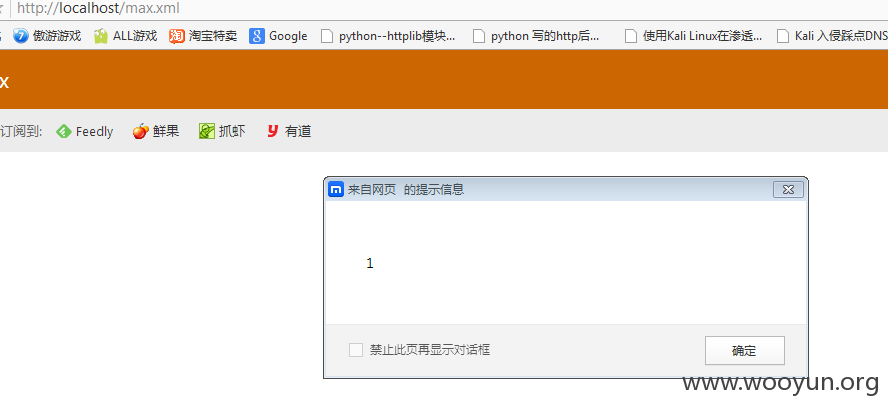 http://localhost/max.xml
傲游游戏 ALL游戏 淘宝特卖 Google python--httplib模块... python 写的http后... 使用Kali Linux在渗透... Kali 入侵踩点DNS
x
订阅到: Feedly 鲜果 抓虾 有道
来自网页 的提示信息
1
禁止此页再显示对话框 确定
www.wooyun.org